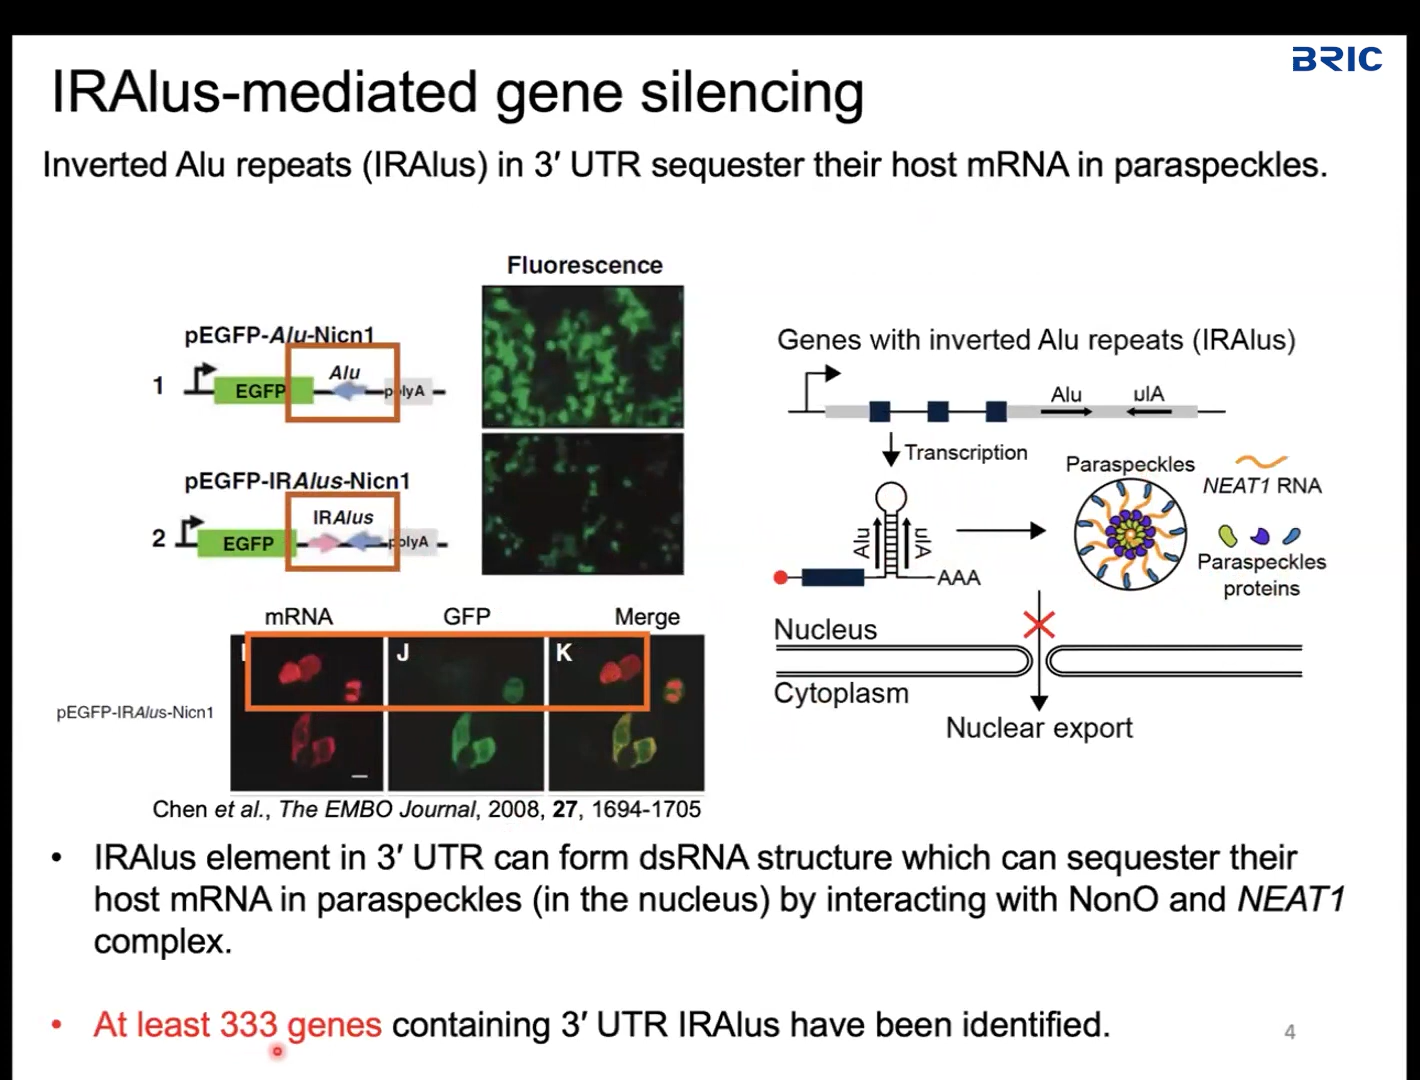 BRIC
IRAlus-mediated gene silencing
Inverted Alu repeats (IRAlus) in 3′ UTR sequester their host mRNA in paraspeckles.
Fluorescence
pEGFP-Alu-Nicn1
1
EGFP
Alu
polyA
pEGFP-IRAlus-Nicn1
2
EGFP
IRAlus
polyA
mRNA
GFP
Merge
I
J
K
pEGFP-IRAlus-Nicn1
Chen et al., The EMBO Journal, 2008, 27, 1694-1705
Genes with inverted Alu repeats (IRAlus)
Alu
Alu
Transcription
Alu
Alu
AAA
Paraspeckles
NEAT1 RNA
Paraspeckles
proteins
Nucleus
Cytoplasm
Nuclear export
• IRAlus element in 3′ UTR can form dsRNA structure which can sequester their
host mRNA in paraspeckles (in the nucleus) by interacting with NonO and NEAT1
complex.
• At least 333 genes containing 3′ UTR IRAlus have been identified.
4